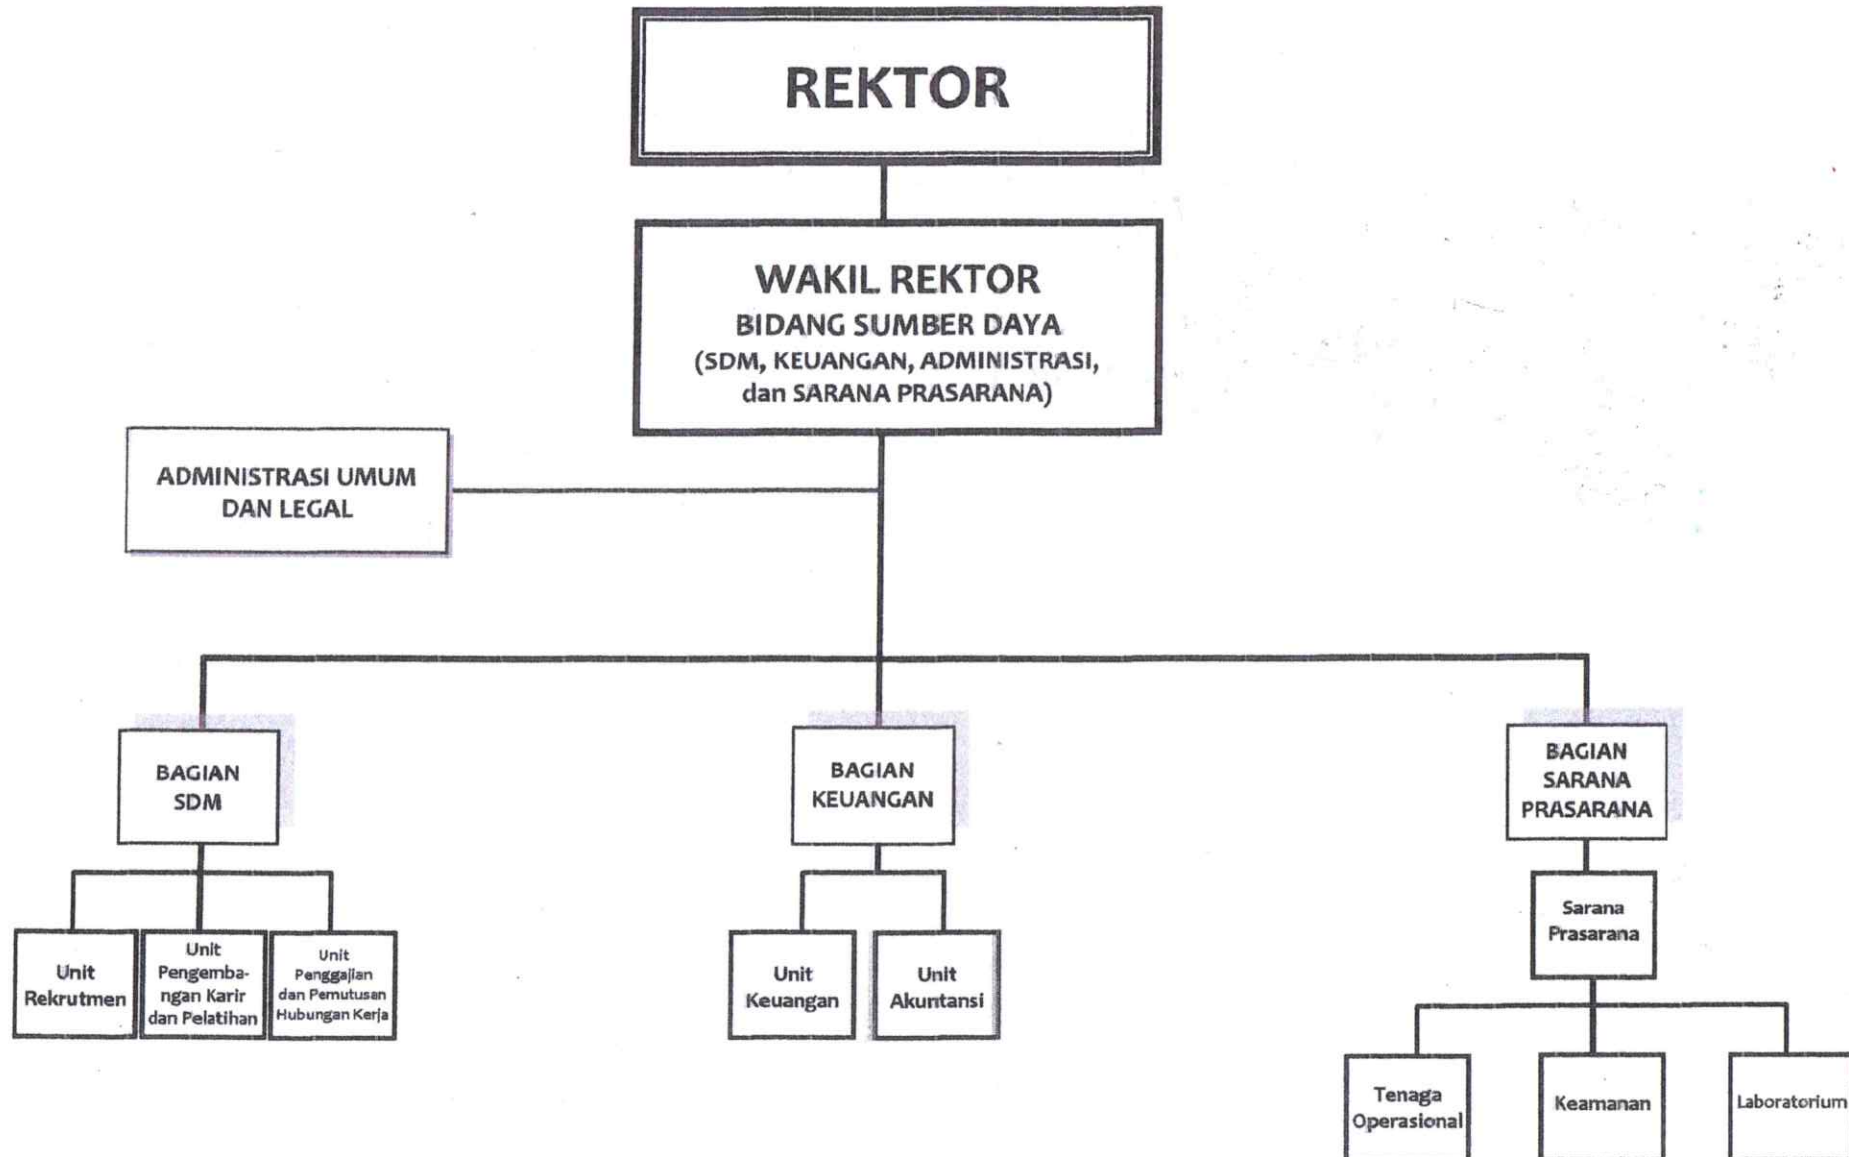 REKTOR
WAKIL REKTOR
BIDANG SUMBER DAYA
(SDM, KEUANGAN, ADMINISTRASI,
dan SARANA PRASARANA)
ADMINISTRASI UMUM
DAN LEGAL
BAGIAN
SDM
BAGIAN
KEUANGAN
BAGIAN
SARANA
PRASARANA
Unit
Rekrutmen
Unit
Pengemba-
ngan Karir
dan Pelatihan
Unit
Penggajian
dan Pemutusan
Hubungan Kerja
Unit
Keuangan
Unit
Akuntansi
Sarana
Prasarana
Tenaga
Operasional
Keamanan
Laboratorium